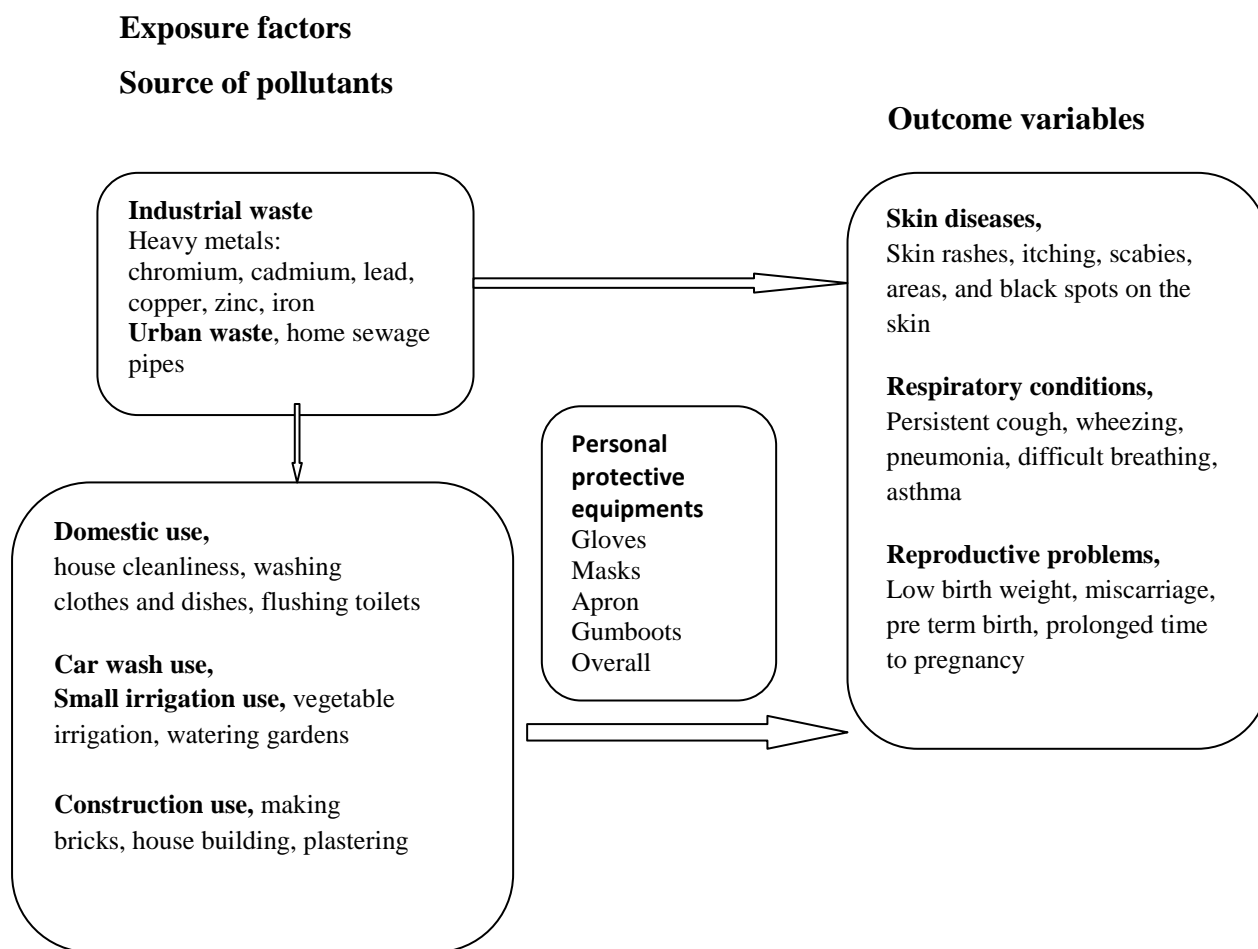 Exposure factors
Source of pollutants
Outcome variables
Industrial waste
Heavy metals:
chromium, cadmium, lead,
copper, zinc, iron
Urban waste, home sewage
pipes
Domestic use,
house cleanliness, washing
clothes and dishes, flushing toilets
Car wash use,
Small irrigation use, vegetable
irrigation, watering gardens
Construction use, making
bricks, house building, plastering
Personal
protective
equipments
Gloves
Masks
Apron
Gumboots
Overall
Skin diseases,
Skin rashes, itching, scabies,
areas, and black spots on the
skin
Respiratory conditions,
Persistent cough, wheezing,
pneumonia, difficult breathing,
asthma
Reproductive problems,
Low birth weight, miscarriage,
pre term birth, prolonged time
to pregnancy